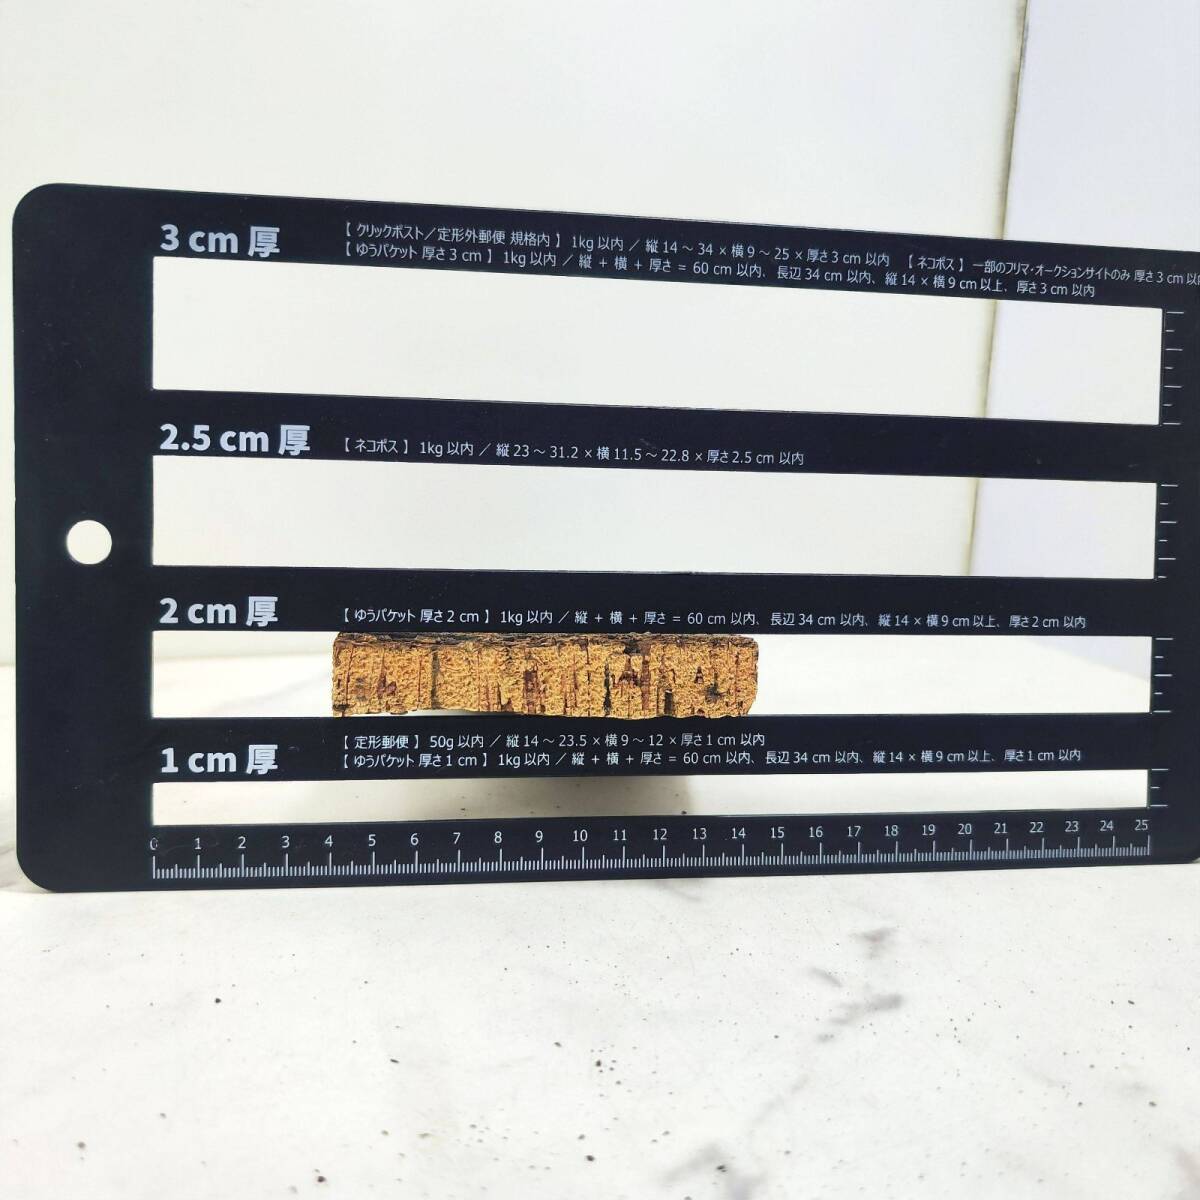 3 cm 厚
【 クリックポスト／定形外郵便 規格内 】 1kg 以内 ／ 縦 14 ～ 34 × 横 9 ～ 25 × 厚さ 3 cm 以内 【 ネコポス 】 一部のフリマ・オークションサイトのみ 厚さ 3 cm 以内
【 ゆうパケット 厚さ 3 cm 】 1kg 以内 ／ 縦 + 横 + 厚さ = 60 cm 以内、長辺 34 cm 以内、縦 14 × 横 9 cm 以上、厚さ 3 cm 以内
2.5 cm 厚
【 ネコポス 】 1kg 以内 ／ 縦 23 ～ 31.2 × 横 11.5 ～ 22.8 × 厚さ 2.5 cm 以内
2 cm 厚
【 ゆうパケット 厚さ 2 cm 】 1kg 以内 ／ 縦 + 横 + 厚さ = 60 cm 以内、長辺 34 cm 以内、縦 14 × 横 9 cm 以上、厚さ 2 cm 以内
1 cm 厚
【 定形郵便 】 50g 以内 ／ 縦 14 ～ 23.5 × 横 9 ～ 12 × 厚さ 1 cm 以内
【 ゆうパケット 厚さ 1 cm 】 1kg 以内 ／ 縦 + 横 + 厚さ = 60 cm 以内、長辺 34 cm 以内、縦 14 × 横 9 cm 以上、厚さ 1 cm 以内
0 1 2 3 4 5 6 7 8 9 10 11 12 13 14 15 16 17 18 19 20 21 22 23 24 25